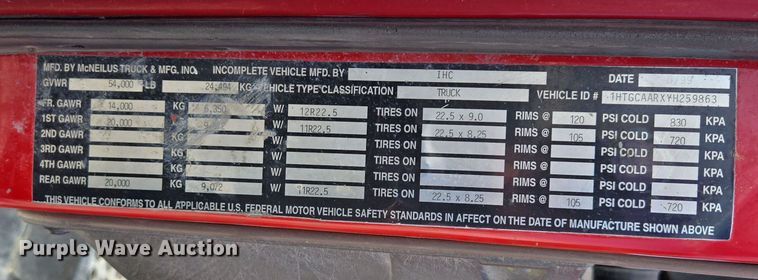 MFD. BY McNEILUS TRUCK & MFG. INC. INCOMPLETE VEHICLE MFD. BY IHC DATE
GVWR 54,000 LB 24,494 KG VEHICLE TYPE CLASSIFICATION TRUCK VEHICLE ID # 1HTGCAARXYH259863
FR. GAWR 14,000 KG 6,350 W/ 12R22.5 TIRES ON 22.5 x 9.0 RIMS @ 120 PSI COLD 830 KPA
1ST GAWR 20,000 KG W/ 11R22.5 TIRES ON 22.5 x 8.25 RIMS @ 105 PSI COLD 720 KPA
2ND GAWR KG W/ TIRES ON RIMS @ PSI COLD KPA
3RD GAWR KG W/ TIRES ON RIMS @ PSI COLD KPA
4TH GAWR KG W/ TIRES ON RIMS @ PSI COLD KPA
REAR GAWR 20,000 KG 9,072 W/ 11R22.5 TIRES ON 22.5 x 8.25 RIMS @ 105 PSI COLD 720 KPA
THIS VEHICLE CONFORMS TO ALL APPLICABLE U.S. FEDERAL MOTOR VEHICLE SAFETY STANDARDS IN AFFECT ON THE DATE OF MANUFACTURE SHOWN ABOVE
Purple Wave Auction